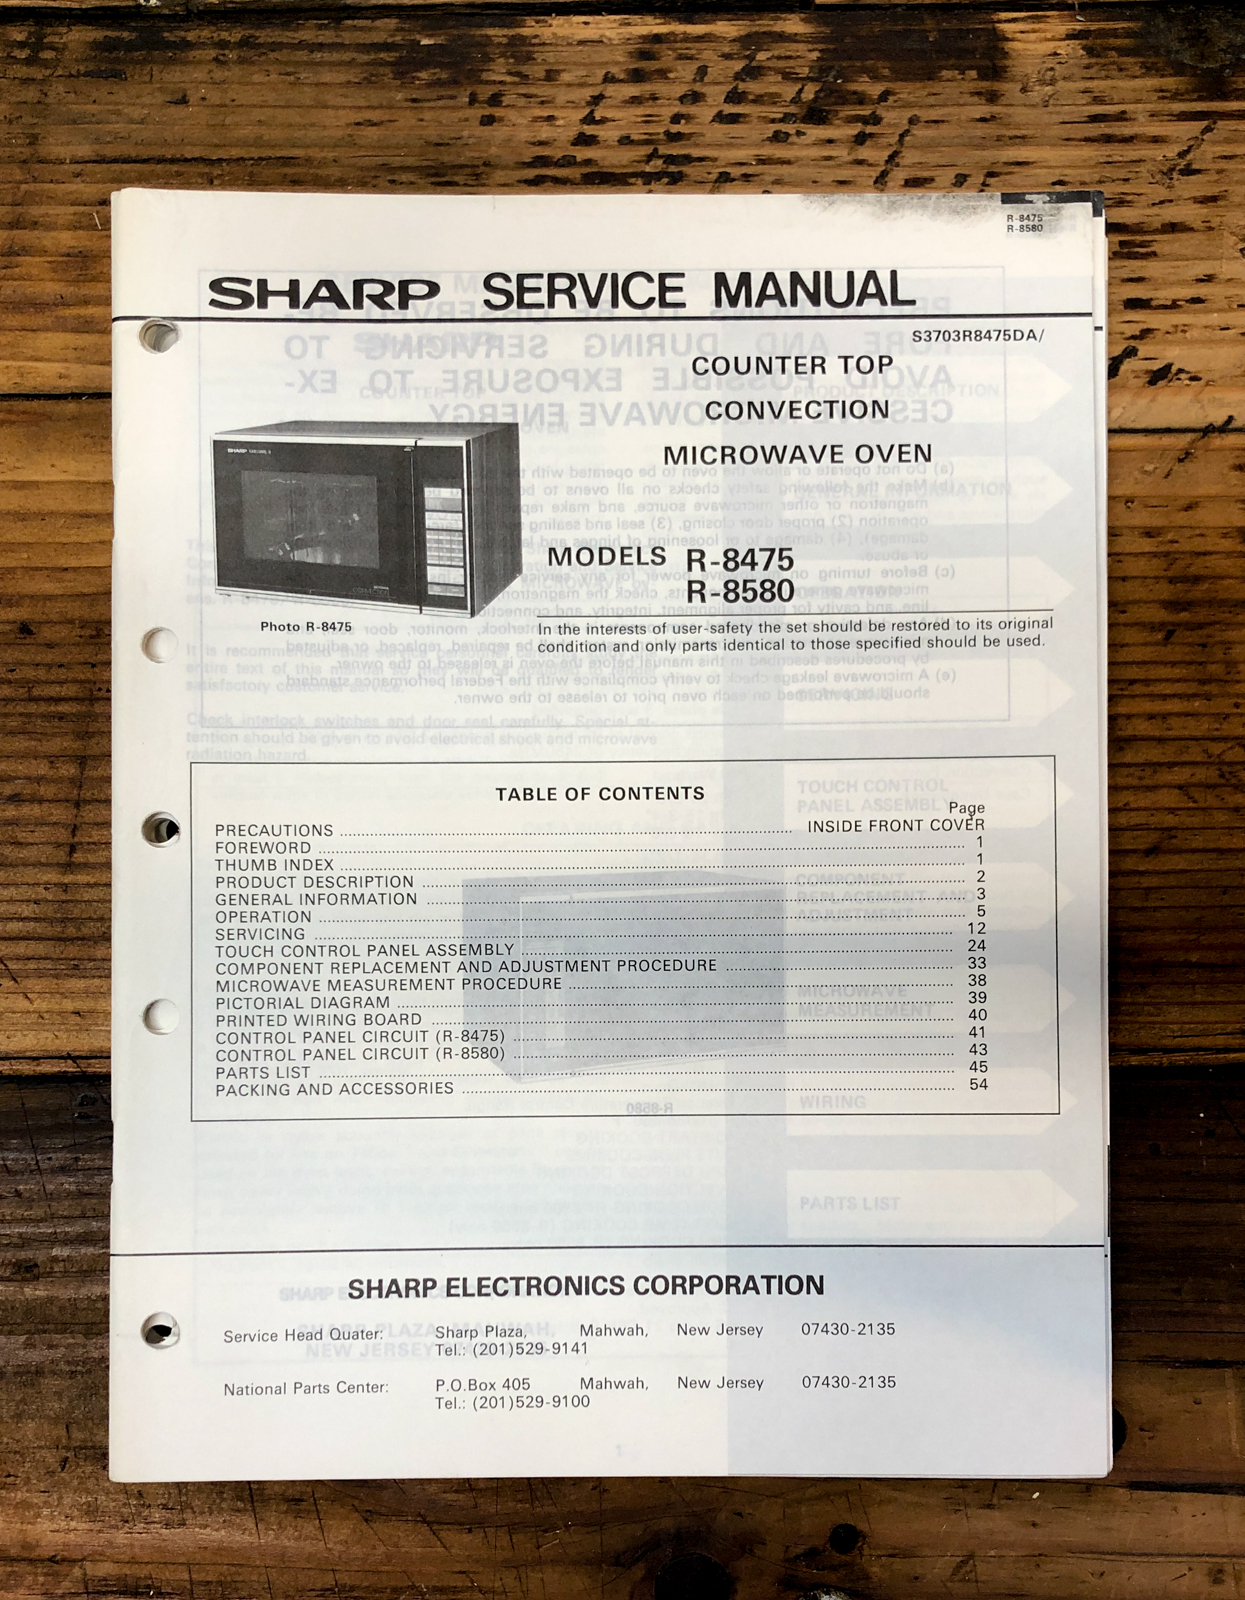 R-8475
R-8580
SHARP SERVICE MANUAL
S3703R8475DA/
COUNTER TOP
CONVECTION
MICROWAVE OVEN
SHARP
MODELS R-8475
R-8580
Photo R-8475
In the interests of user-safety the set should be restored to its original
condition and only parts identical to those specified should be used.
TABLE OF CONTENTS
Page
PRECAUTIONS ........ INSIDE FRONT COVER
FOREWORD ........ 1
THUMB INDEX ........ 1
PRODUCT DESCRIPTION ........ 2
GENERAL INFORMATION ........ 3
OPERATION ........ 5
SERVICING ........ 12
TOUCH CONTROL PANEL ASSEMBLY ........ 24
COMPONENT REPLACEMENT AND ADJUSTMENT PROCEDURE ........ 33
MICROWAVE MEASUREMENT PROCEDURE ........ 38
PICTORIAL DIAGRAM ........ 39
PRINTED WIRING BOARD ........ 40
CONTROL PANEL CIRCUIT (R-8475) ........ 41
CONTROL PANEL CIRCUIT (R-8580) ........ 43
PARTS LIST ........ 45
PACKING AND ACCESSORIES ........ 54
SHARP ELECTRONICS CORPORATION
Service Head Quater: Sharp Plaza, Mahwah, New Jersey 07430-2135
Tel.: (201)529-9141
National Parts Center: P.O.Box 405 Mahwah, New Jersey 07430-2135
Tel.: (201)529-9100